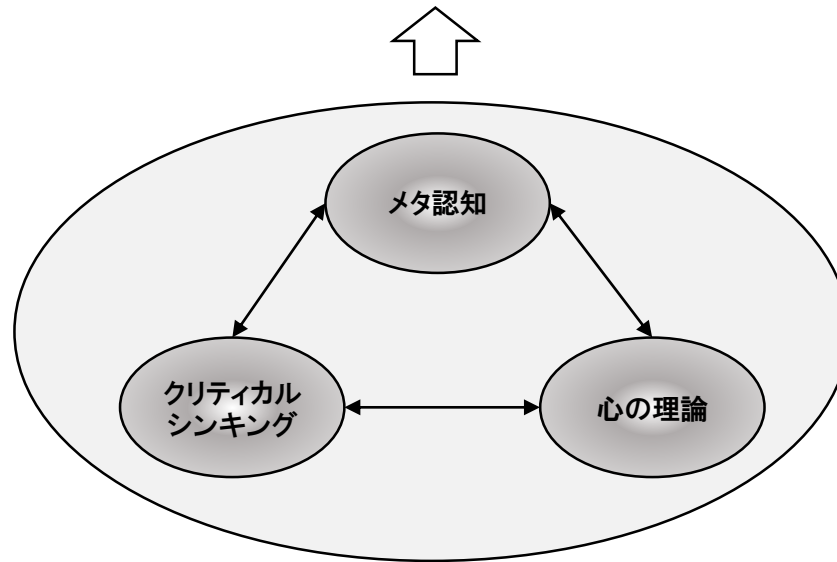 メタ認知
クリティカル
シンキング
心の理論